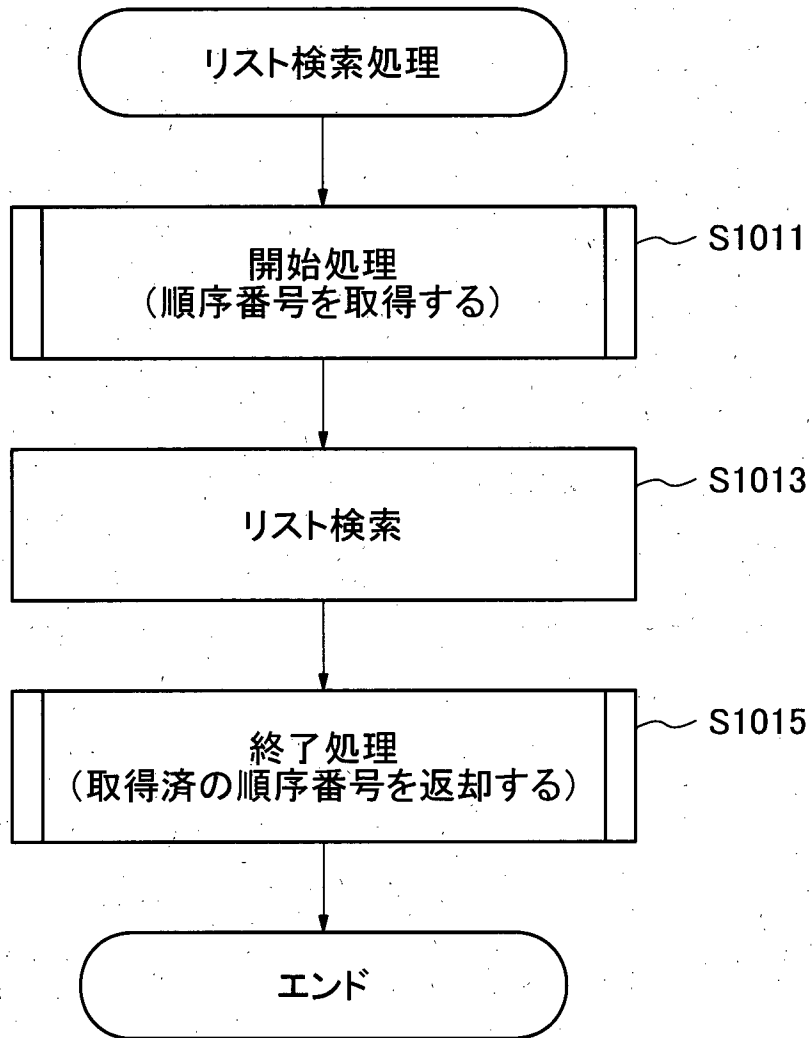 リスト検索処理
開始処理
(順序番号を取得する)
S1011
リスト検索
S1013
終了処理
(取得済の順序番号を返却する)
S1015
エンド